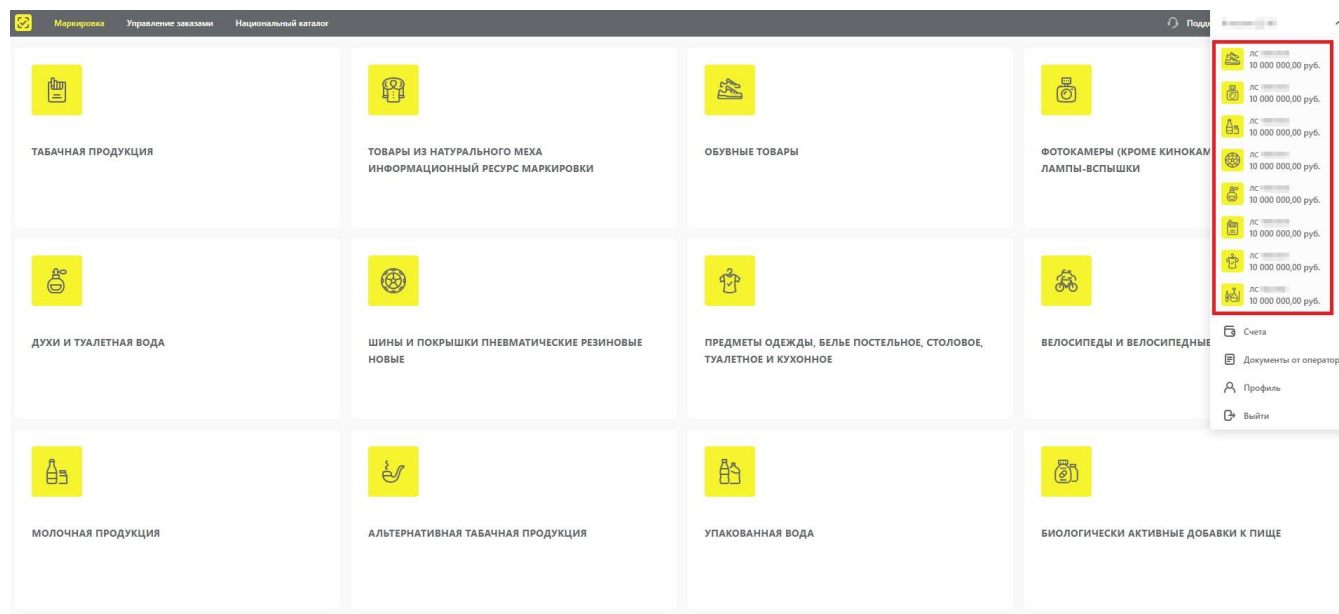 Маркировка Управление заказами Национальный каталог
ТАБАЧНАЯ ПРОДУКЦИЯ
ТОВАРЫ ИЗ НАТУРАЛЬНОГО МЕХА
ИНФОРМАЦИОННЫЙ РЕСУРС МАРКИРОВКИ
ОБУВНЫЕ ТОВАРЫ
ФОТОКАМЕРЫ (КРОМЕ КИНОКАМ
ЛАМПЫ-ВСПЫШКИ
ДУХИ И ТУАЛЕТНАЯ ВОДА
ШИНЫ И ПОКРЫШКИ ПНЕВМАТИЧЕСКИЕ РЕЗИНОВЫЕ
НОВЫЕ
ПРЕДМЕТЫ ОДЕЖДЫ, БЕЛЬЕ ПОСТЕЛЬНОЕ, СТОЛОВОЕ,
ТУАЛЕТНОЕ И КУХОННОЕ
ВЕЛОСИПЕДЫ И ВЕЛОСИПЕДНЫЕ
МОЛОЧНАЯ ПРОДУКЦИЯ
АЛЬТЕРНАТИВНАЯ ТАБАЧНАЯ ПРОДУКЦИЯ
УПАКОВАННАЯ ВОДА
БИОЛОГИЧЕСКИ АКТИВНЫЕ ДОБАВКИ К ПИЩЕ
Подде
ЛС
10 000 000,00 руб.
ЛС
10 000 000,00 руб.
ЛС
10 000 000,00 руб.
ЛС
10 000 000,00 руб.
ЛС
10 000 000,00 руб.
ЛС
10 000 000,00 руб.
ЛС
10 000 000,00 руб.
ЛС
10 000 000,00 руб.
Счета
Документы от оператор
Профиль
Выйти